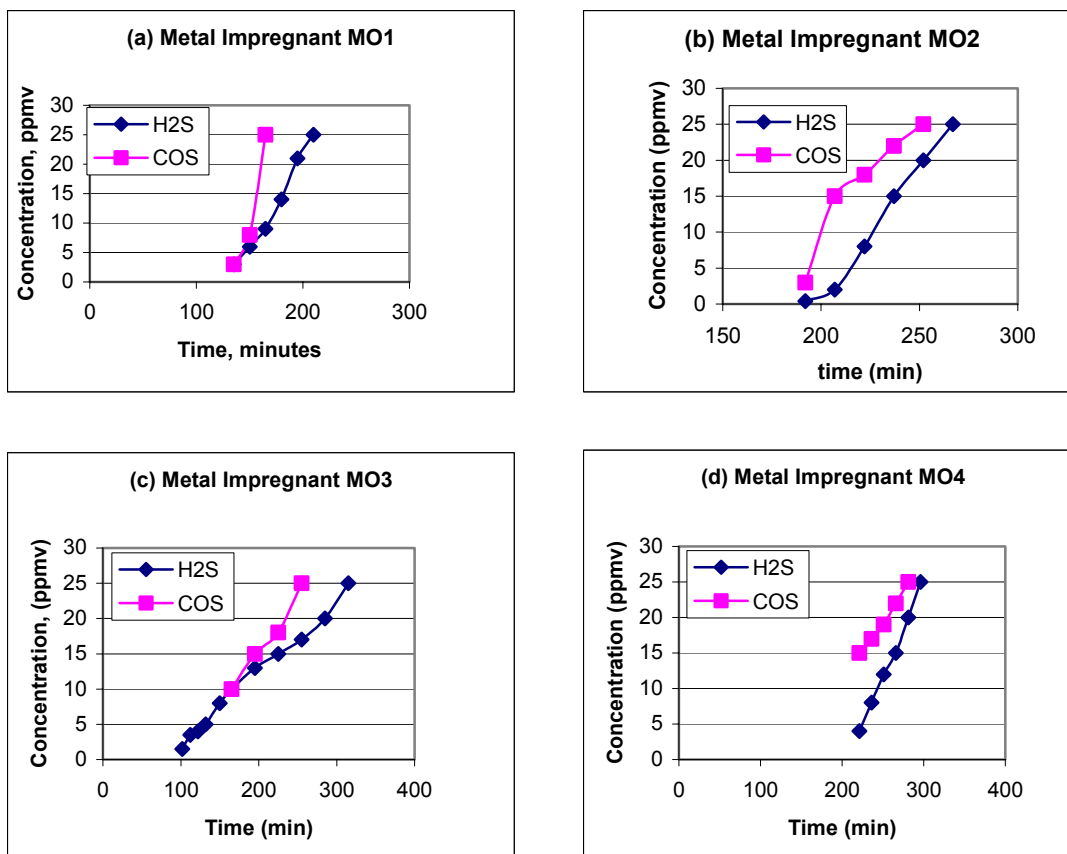 (a) Metal Impregnant MO1
Concentration, ppmv
30
25
20
15
10
5
0
H2S
COS
0 100 200 300
Time, minutes
(b) Metal Impregnant MO2
Concentration (ppmv)
30
25
20
15
10
5
0
H2S
COS
150 200 250 300
time (min)
(c) Metal Impregnant MO3
Concentration, (ppmv)
30
25
20
15
10
5
0
H2S
COS
0 100 200 300 400
Time (min)
(d) Metal Impregnant MO4
Concentration (ppmv)
30
25
20
15
10
5
0
H2S
COS
0 100 200 300 400
Time (min)